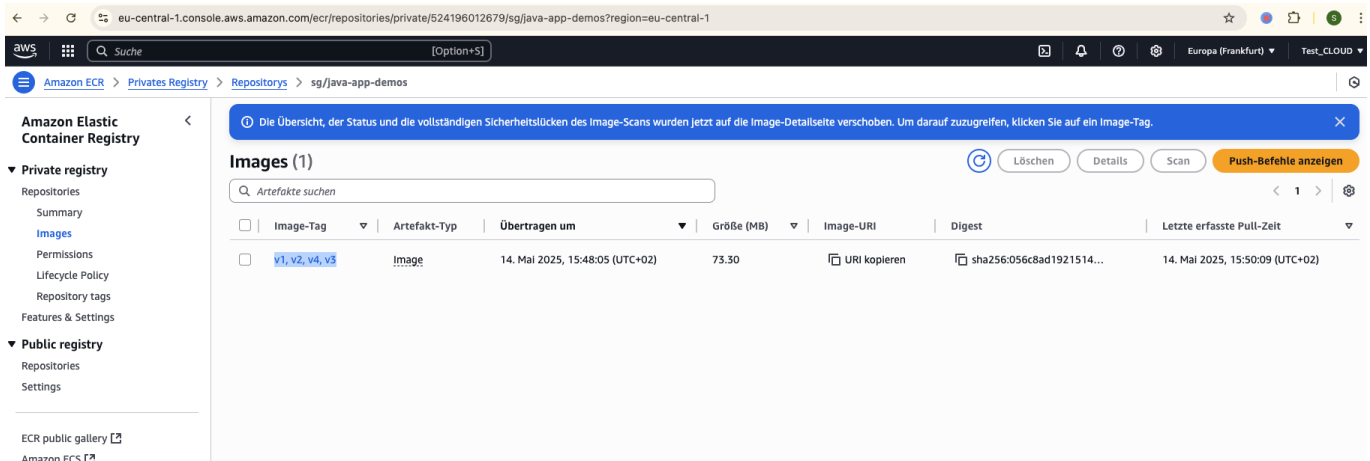 eu-central-1.console.aws.amazon.com/ecr/repositories/private/524196012679/sg/java-app-demos?region=eu-central-1
S
aws Suche [Option+S] Europa (Frankfurt) Test_CLOUD
Amazon ECR > Privates Registry > Repositorys > sg/java-app-demos
Amazon Elastic
Container Registry
Private registry
Repositories
Summary
Images
Permissions
Lifecycle Policy
Repository tags
Features & Settings
Public registry
Repositories
Settings
ECR public gallery
Amazon ECS
Die Übersicht, der Status und die vollständigen Sicherheitslücken des Image-Scans wurden jetzt auf die Image-Detailseite verschoben. Um darauf zuzugreifen, klicken Sie auf ein Image-Tag.
Images (1) Löschen Details Scan Push-Befehle anzeigen
Artefakte suchen < 1 >
Image-Tag Artefakt-Typ Übertragen um Größe (MB) Image-URI Digest Letzte erfasste Pull-Zeit
v1, v2, v4, v3 Image 14. Mai 2025, 15:48:05 (UTC+02) 73.30 URI kopieren sha256:056c8ad1921514... 14. Mai 2025, 15:50:09 (UTC+02)